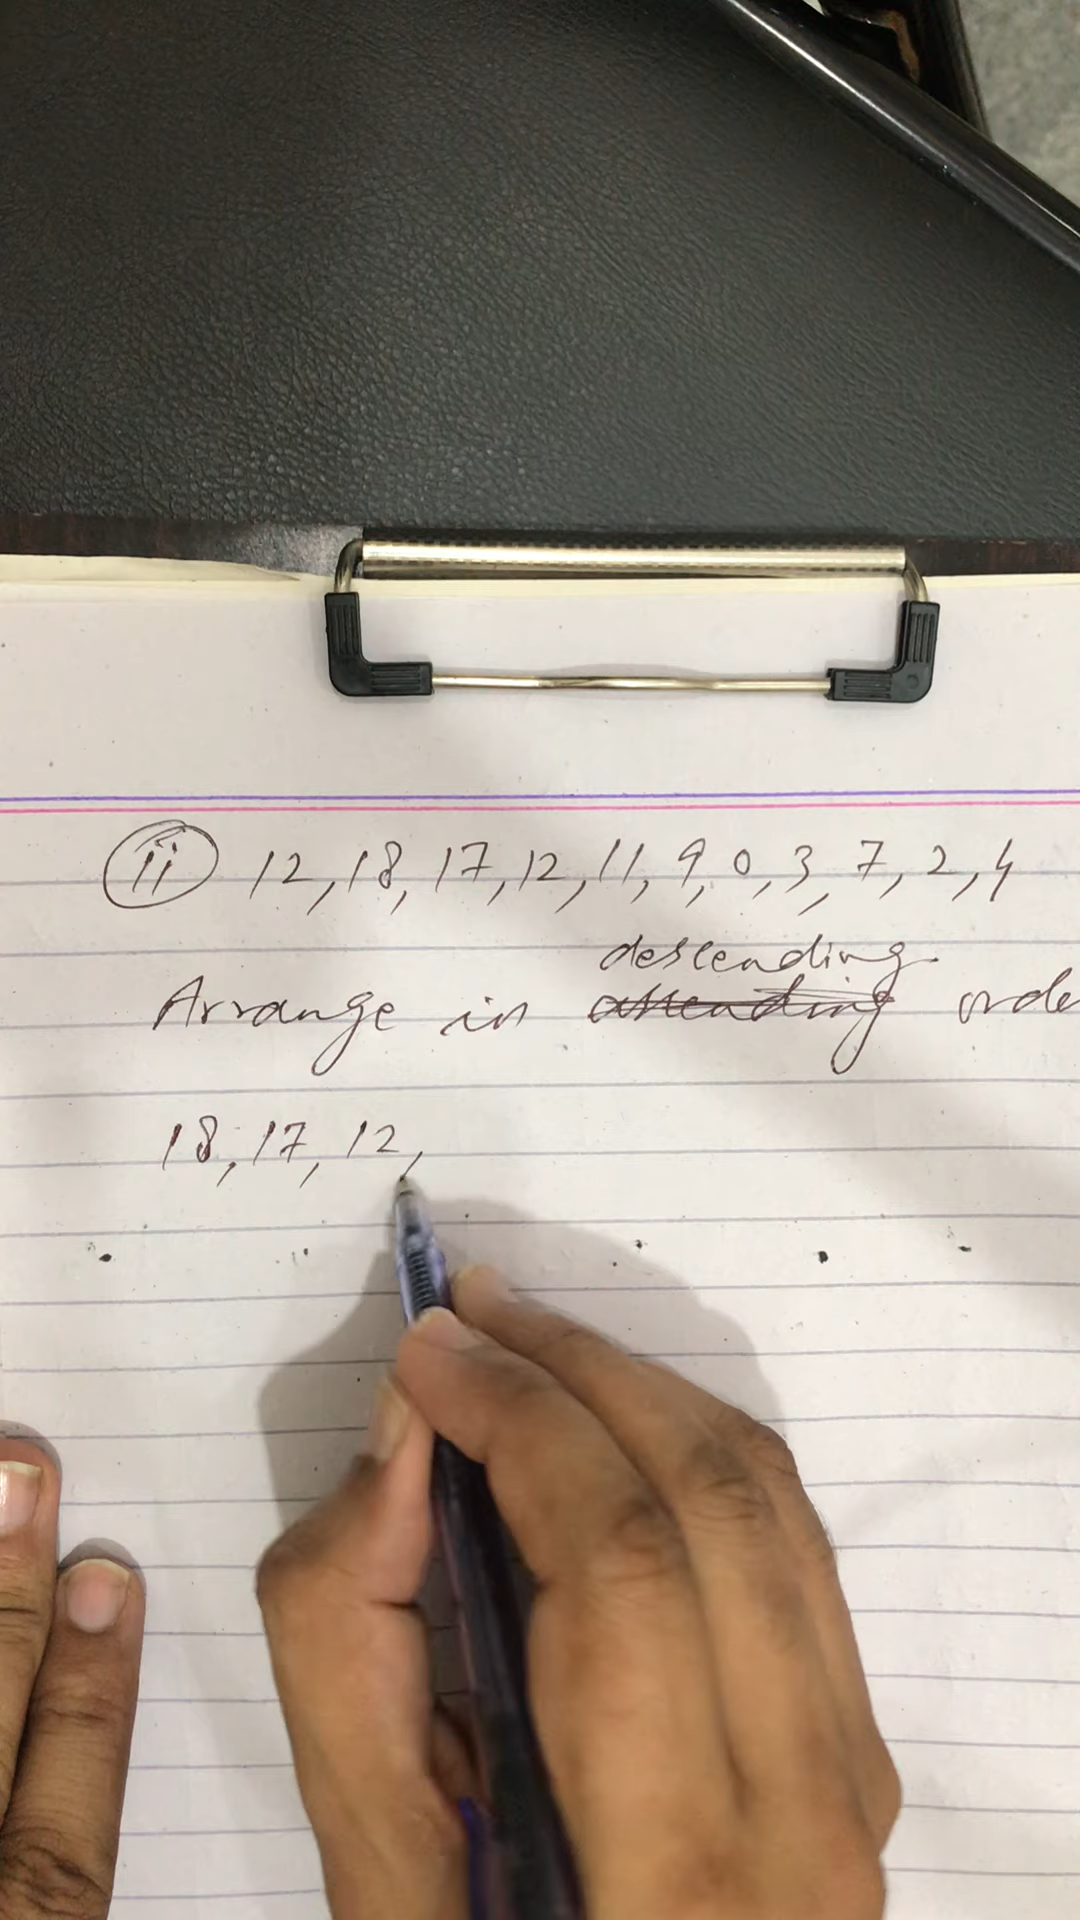 ii 12, 18, 17, 12, 11, 9, 0, 3, 7, 2, 4
descending
Arrange in assending orde
18, 17, 12,